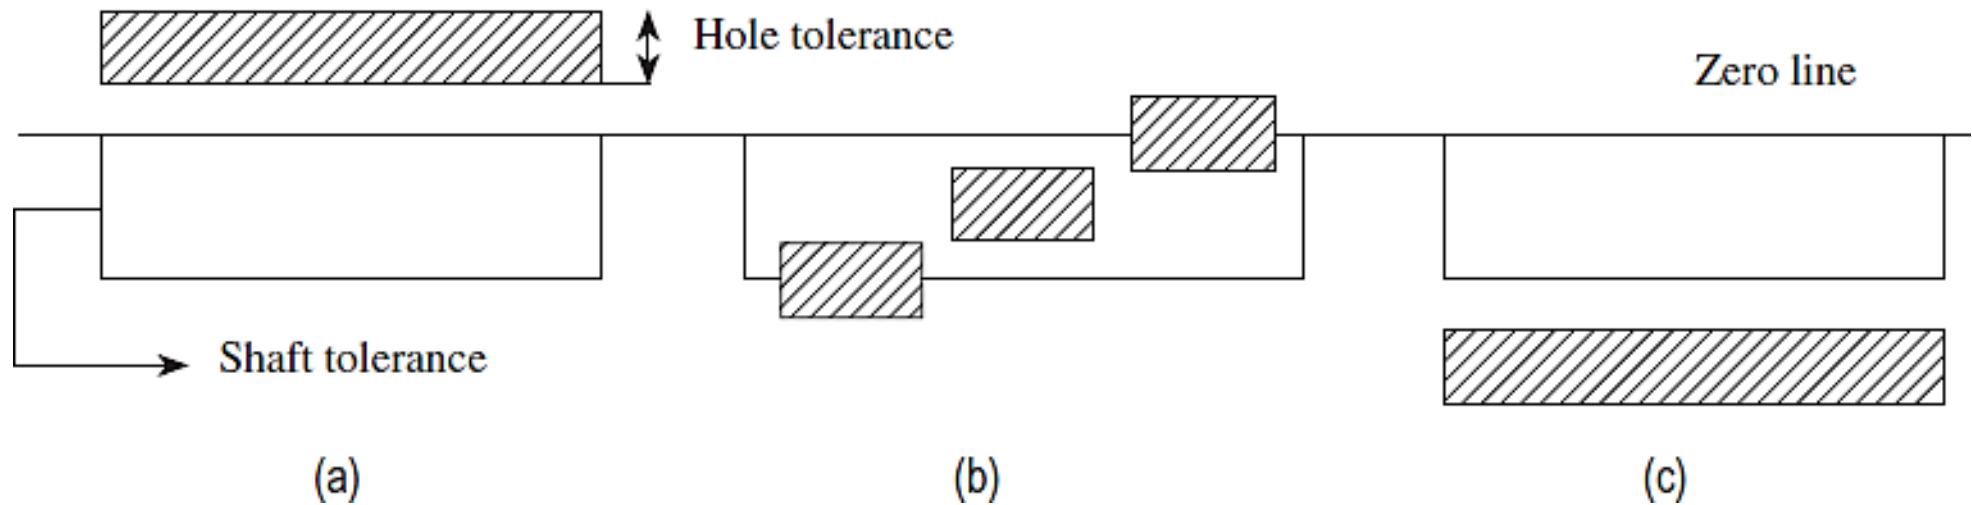 Hole tolerance
Zero line
Shaft tolerance
(a)
(b)
(c)